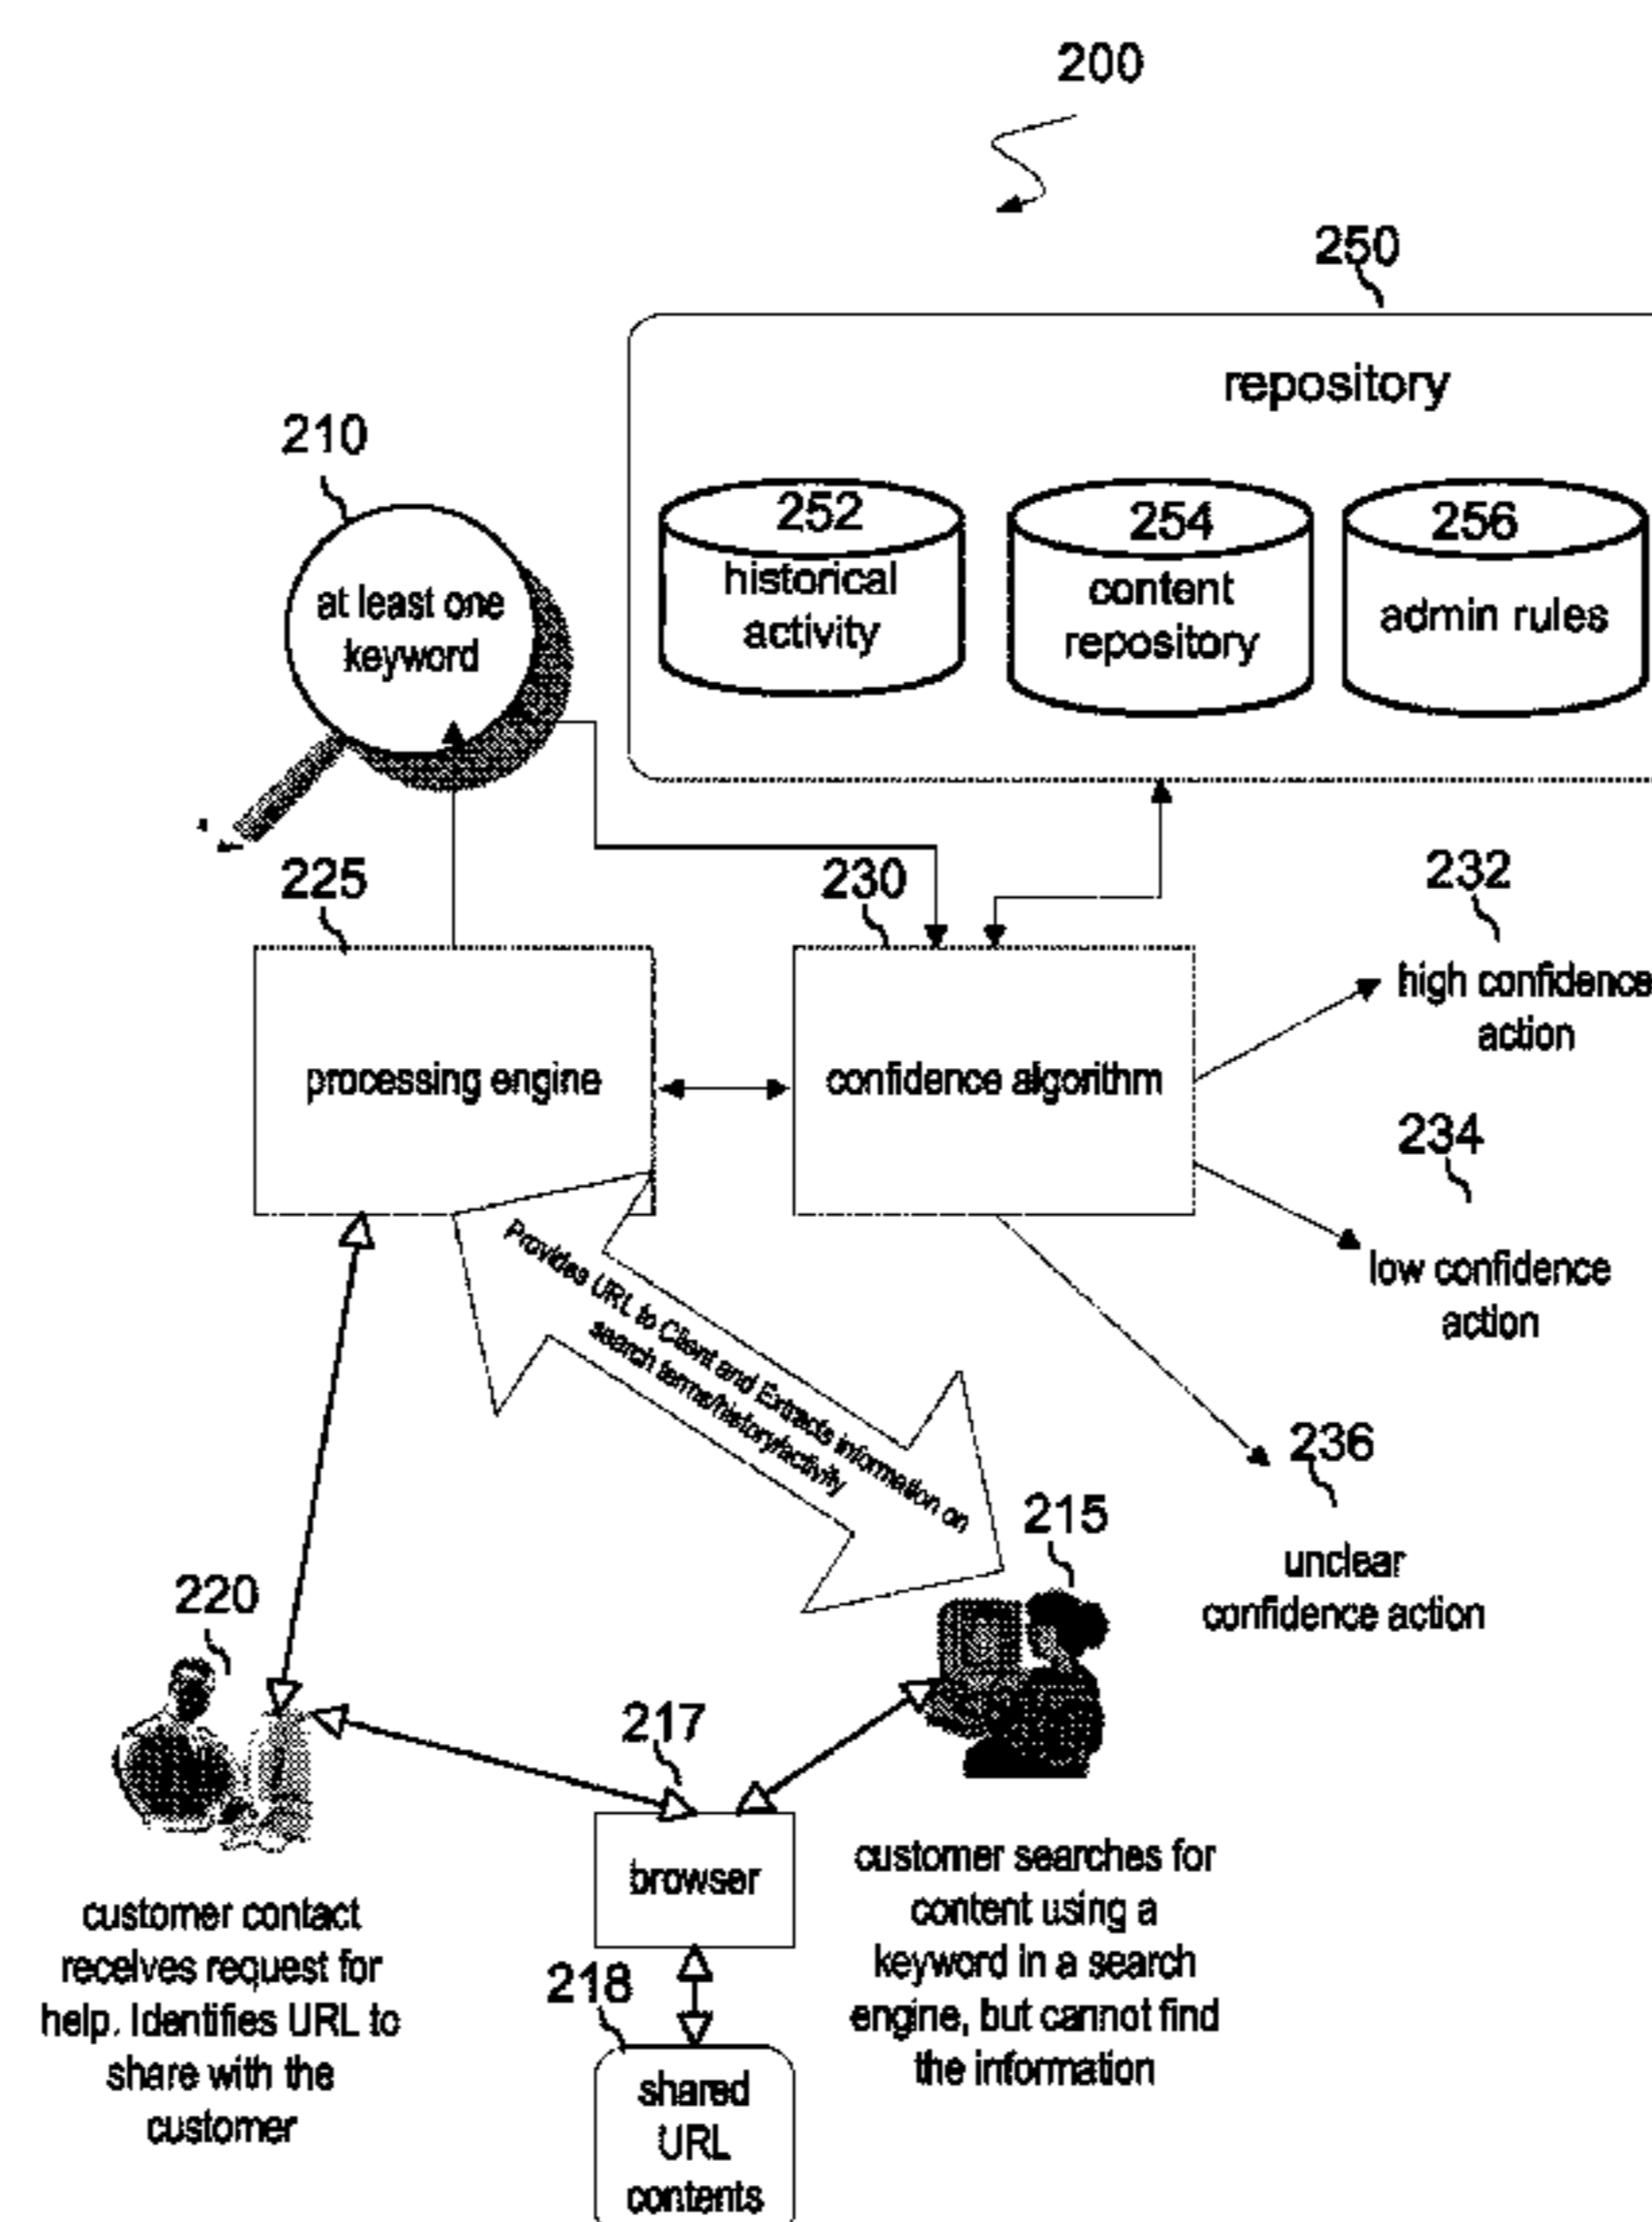 200
250
repository
210
252
historical
activity
254
content
repository
256
admin rules
at least one
keyword
225
230
232
high confidence
action
processing engine
confidence algorithm
234
low confidence
action
Provides URL to Client and Extracts information on
search terms/history/activity
236
unclear
confidence action
215
220
217
browser
customer searches for
content using a
keyword in a search
engine, but cannot find
the information
customer contact
receives request for
help. Identifies URL to
share with the
customer
218
shared
URL
contents